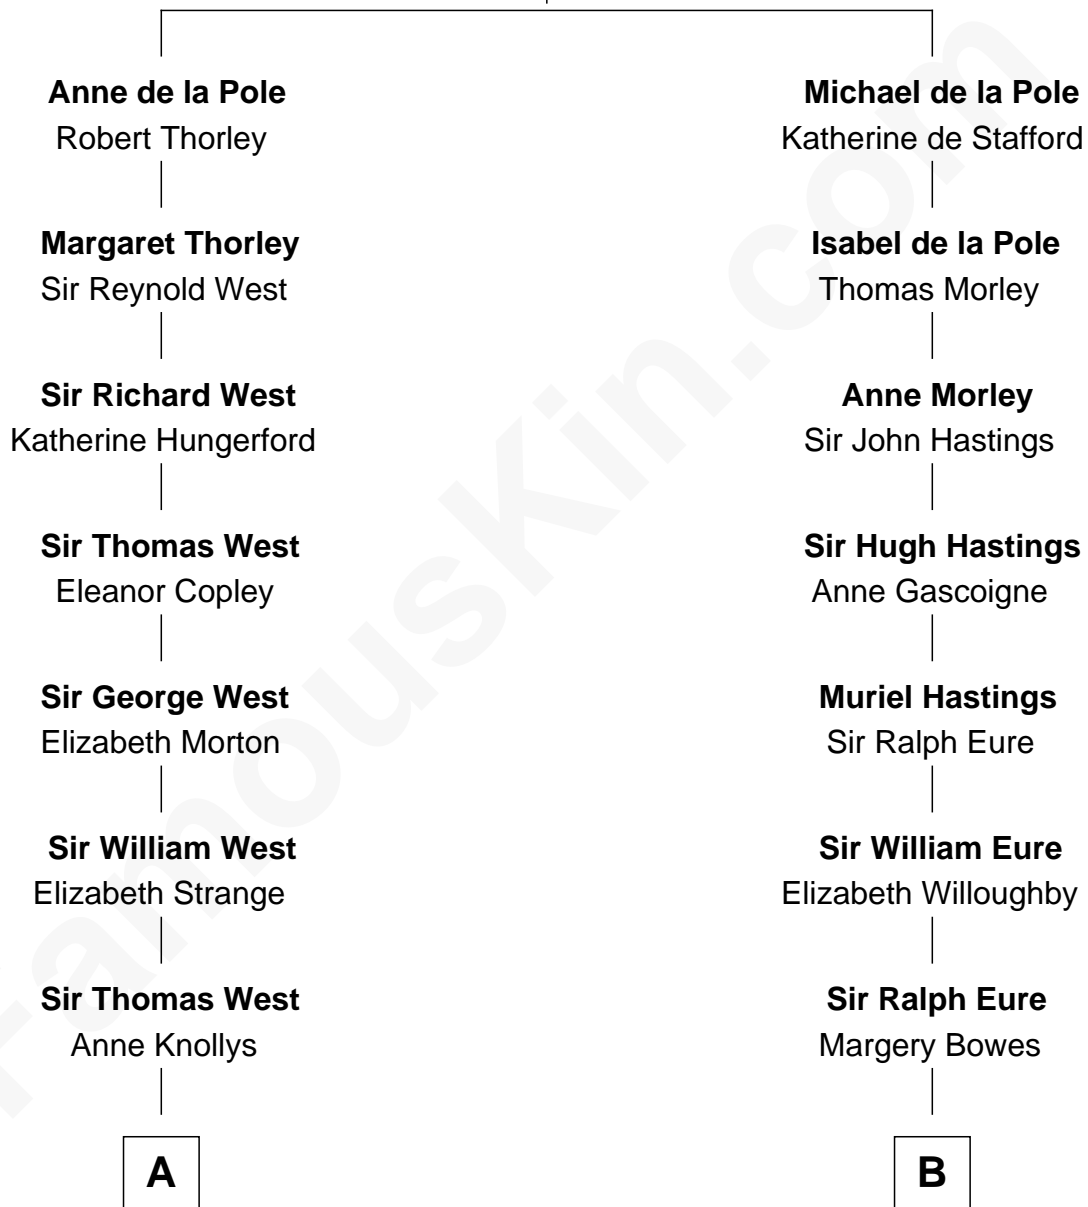 Anne de la Pole
Robert Thorley
Margaret Thorley
Sir Reynold West
Sir Richard West
Katherine Hungerford
Sir Thomas West
Eleanor Copley
Sir George West
Elizabeth Morton
Sir William West
Elizabeth Strange
Sir Thomas West
Anne Knollys
A
Michael de la Pole
Katherine de Stafford
Isabel de la Pole
Thomas Morley
Anne Morley
Sir John Hastings
Sir Hugh Hastings
Anne Gascoigne
Muriel Hastings
Sir Ralph Eure
Sir William Eure
Elizabeth Willoughby
Sir Ralph Eure
Margery Bowes
B
FamousKin.com